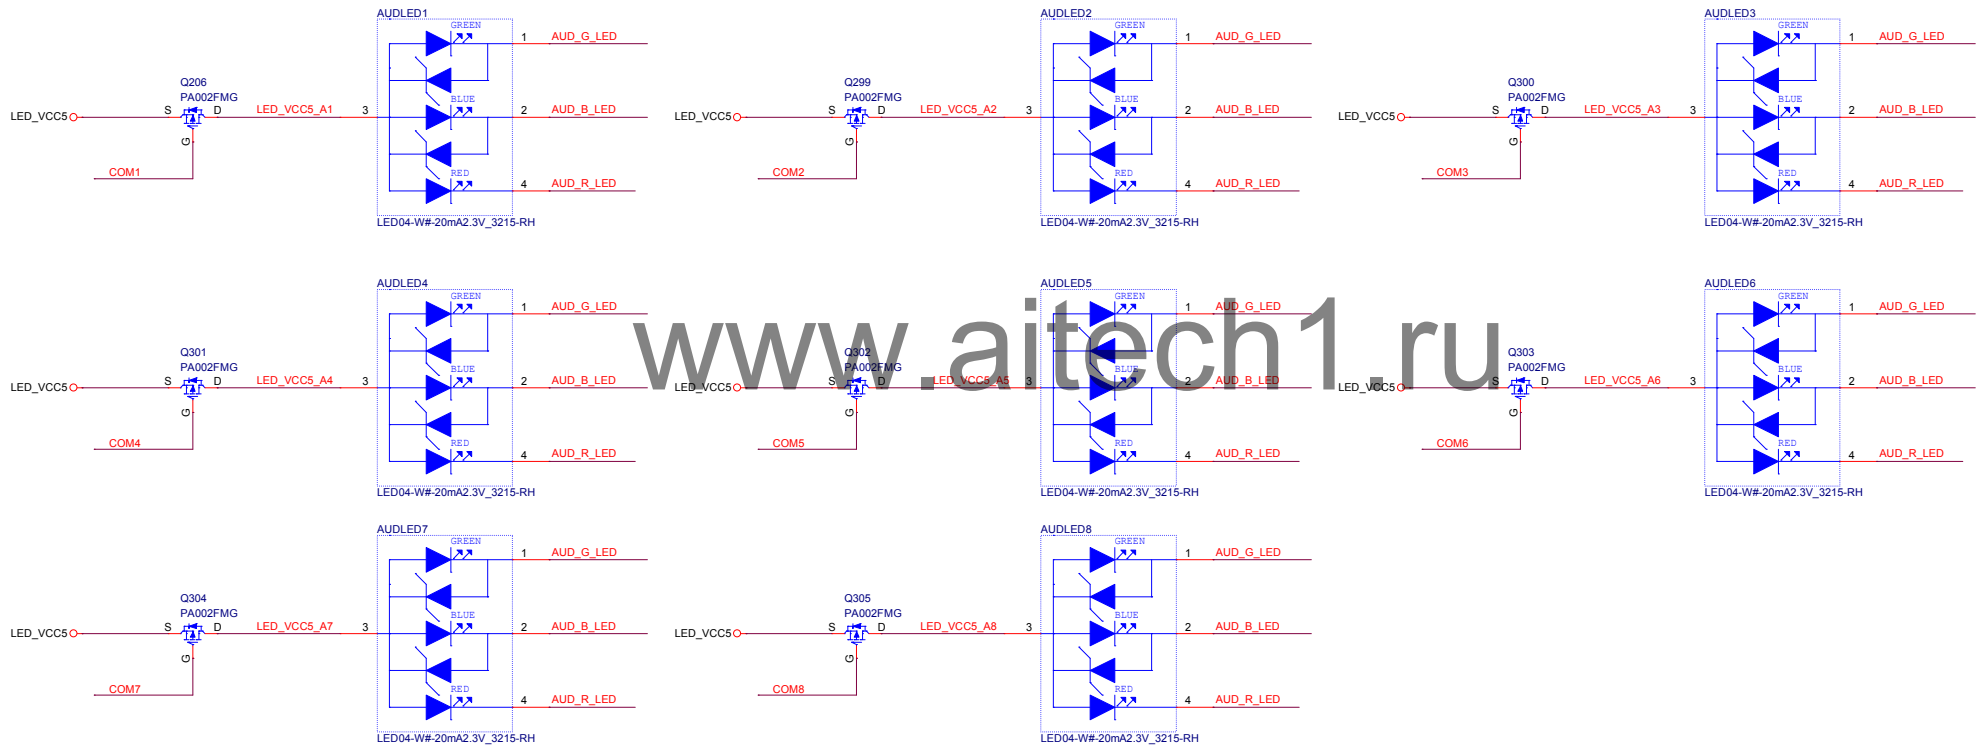 AUDLED1
GREEN
1 AUD_G_LED
Q206
PA002FMG
LED_VCC5 S D LED_VCC5_A1 3
BLUE
2 AUD_B_LED
G
COM1
RED
4 AUD_R_LED
LED04-W#-20mA2.3V_3215-RH
AUDLED2
GREEN
1 AUD_G_LED
Q299
PA002FMG
LED_VCC5 S D LED_VCC5_A2 3
BLUE
2 AUD_B_LED
G
COM2
RED
4 AUD_R_LED
LED04-W#-20mA2.3V_3215-RH
AUDLED3
GREEN
1 AUD_G_LED
Q300
PA002FMG
LED_VCC5 S D LED_VCC5_A3 3
BLUE
2 AUD_B_LED
G
COM3
RED
4 AUD_R_LED
LED04-W#-20mA2.3V_3215-RH
AUDLED4
GREEN
1 AUD_G_LED
Q301
PA002FMG
LED_VCC5 S D LED_VCC5_A4 3
BLUE
2 AUD_B_LED
G
COM4
RED
4 AUD_R_LED
LED04-W#-20mA2.3V_3215-RH
www.aitech1.ru
AUDLED5
GREEN
1 AUD_G_LED
Q302
PA002FMG
LED_VCC5 S D LED_VCC5_A5 3
BLUE
2 AUD_B_LED
G
COM5
RED
4 AUD_R_LED
LED04-W#-20mA2.3V_3215-RH
AUDLED6
GREEN
1 AUD_G_LED
Q303
PA002FMG
LED_VCC5 S D LED_VCC5_A6 3
BLUE
2 AUD_B_LED
G
COM6
RED
4 AUD_R_LED
LED04-W#-20mA2.3V_3215-RH
AUDLED7
GREEN
1 AUD_G_LED
Q304
PA002FMG
LED_VCC5 S D LED_VCC5_A7 3
BLUE
2 AUD_B_LED
G
COM7
RED
4 AUD_R_LED
LED04-W#-20mA2.3V_3215-RH
AUDLED8
GREEN
1 AUD_G_LED
Q305
PA002FMG
LED_VCC5 S D LED_VCC5_A8 3
BLUE
2 AUD_B_LED
G
COM8
RED
4 AUD_R_LED
LED04-W#-20mA2.3V_3215-RH